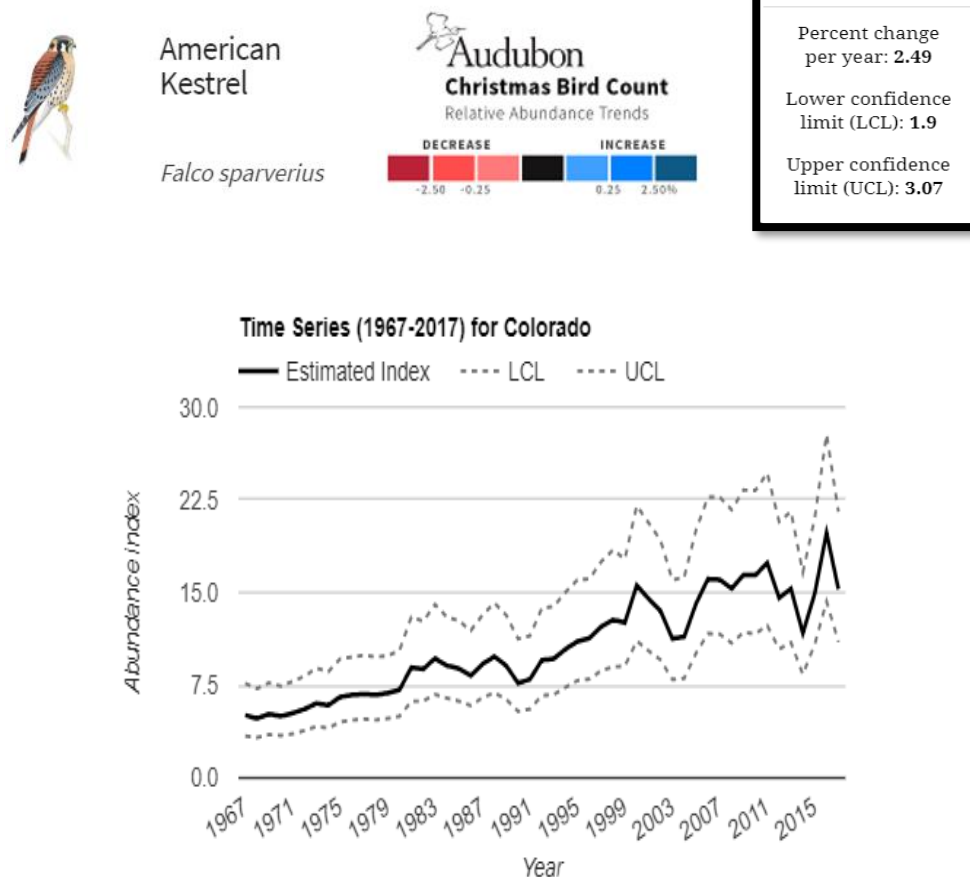 American
Kestrel
Falco sparverius
Audubon
Christmas Bird Count
Relative Abundance Trends
DECREASE INCREASE
-2.50 -0.25 0.25 2.50%
Percent change
per year: 2.49
Lower confidence
limit (LCL): 1.9
Upper confidence
limit (UCL): 3.07
Time Series (1967-2017) for Colorado
Estimated Index LCL UCL
30.0
22.5
15.0
7.5
0.0
Abundance index
1967 1971 1975 1979 1983 1987 1991 1995 1999 2003 2007 2011 2015
Year